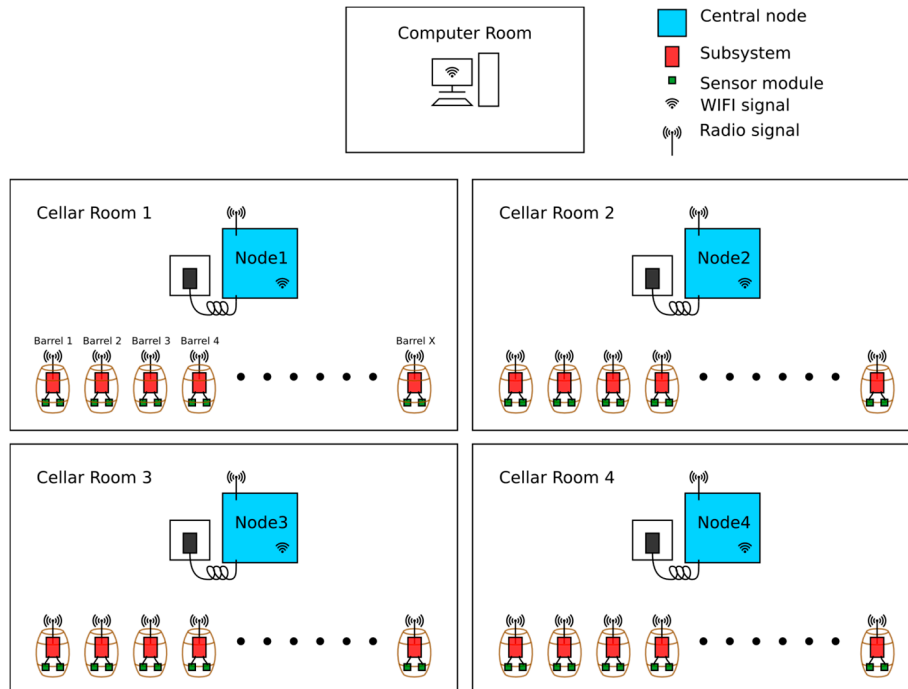 Computer Room
Central node
Subsystem
Sensor module
WIFI signal
Radio signal
Cellar Room 1
Node1
Barrel 1 Barrel 2 Barrel 3 Barrel 4 Barrel X
Cellar Room 2
Node2
Cellar Room 3
Node3
Cellar Room 4
Node4